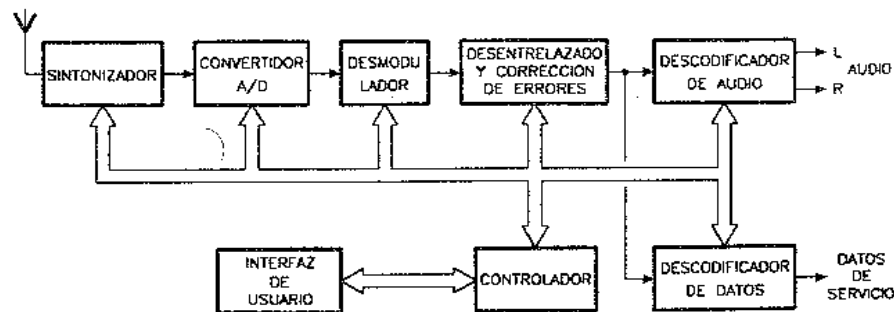 SINTONIZADOR
CONVERTIDOR
A/D
DESMODU
LADOR
DESENTRELAZADO
Y CORRECCION
DE ERRORES
DESCODIFICADOR
DE AUDIO
L
AUDIO
R
INTERFAZ
DE
USUARIO
CONTROLADOR
DESCODIFICADOR
DE DATOS
DATOS
DE
SERVICIO